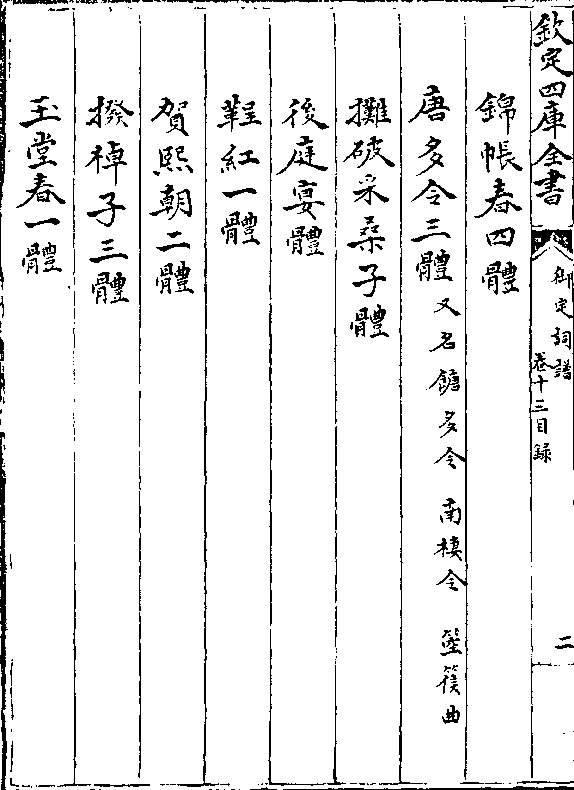 欽定四庫全書
御定詞譜
卷十三目録
二
錦帳春四體
唐多令三體 又名餹多令 南樓令 箜篌曲
攤破采桑子體
後庭宴體
鞓紅一體
賀熙朝二體
撥棹子三體
玉堂春一體